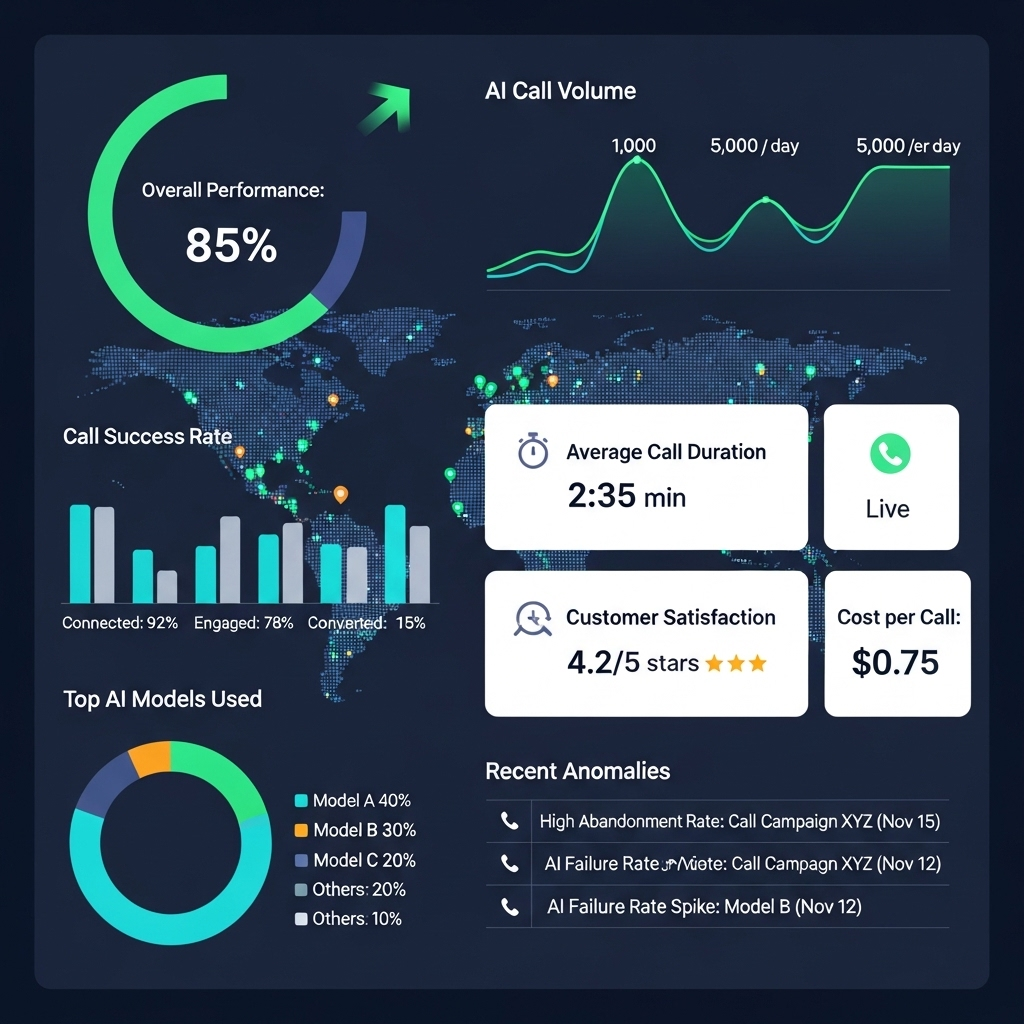 Overall Performance:
85%
AI Call Volume
1,000 5,000 / day 5,000 /er day
Call Success Rate
Connected: 92% Engaged: 78% Converted: 15%
Average Call Duration
2:35 min
Live
Customer Satisfaction
4.2/5 stars
Cost per Call:
$0.75
Top AI Models Used
Model A 40%
Model B 30%
Model C 20%
Others: 20%
Others: 10%
Recent Anomalies
High Abandonment Rate: Call Campaign XYZ (Nov 15)
AI Failure Rate Call Campagn XYZ (Nov 12)
AI Failure Rate Spike: Model B (Nov 12)